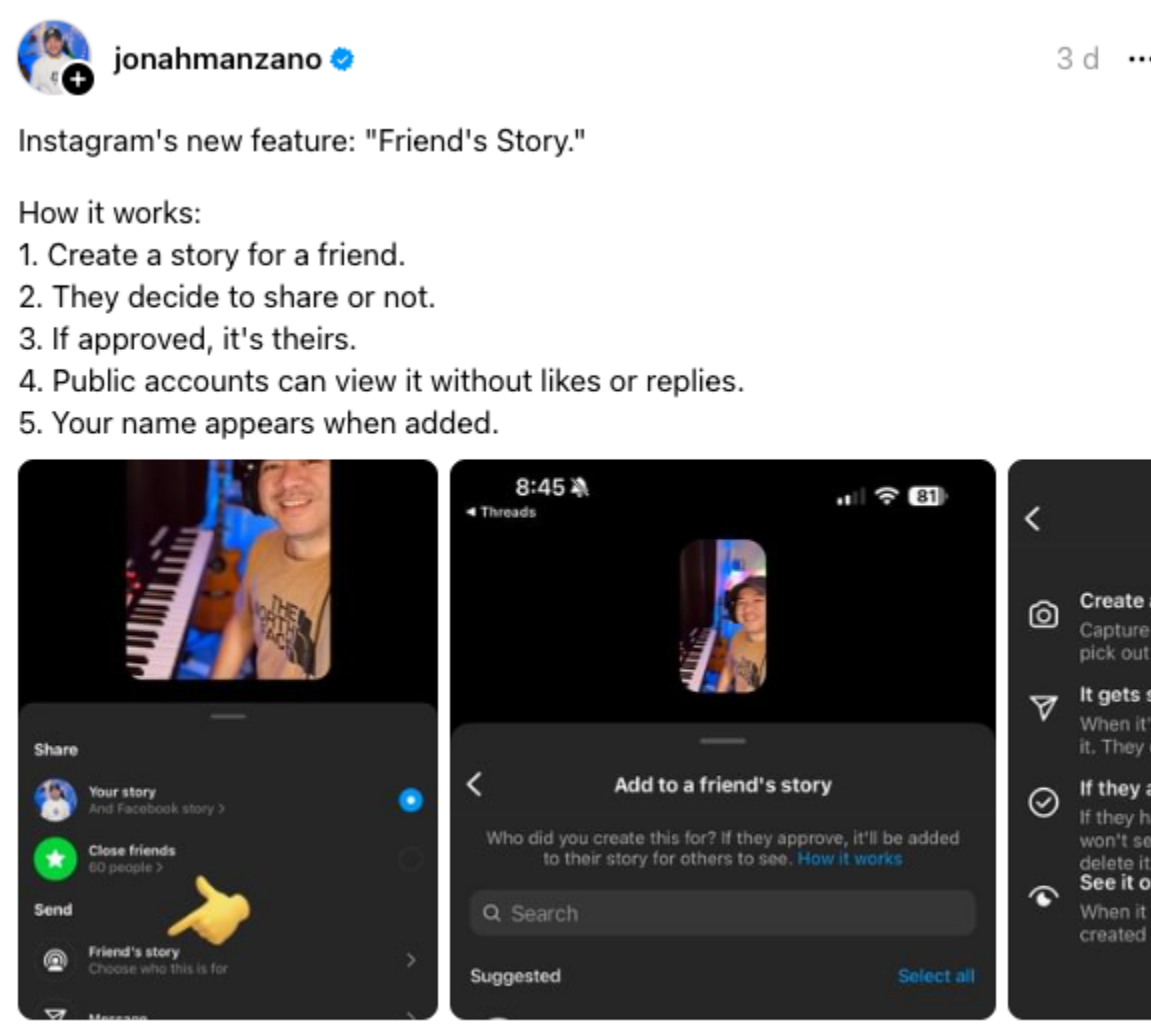 jonahmanzano
3 d
Instagram's new feature: "Friend's Story."
How it works:
1. Create a story for a friend.
2. They decide to share or not.
3. If approved, it's theirs.
4. Public accounts can view it without likes or replies.
5. Your name appears when added.
THE
NORTH
FACE
Share
Your story
And Facebook story >
Close friends
60 people >
Send
Friend's story
Choose who this is for
Message
8:45
81
Threads
Add to a friend's story
Who did you create this for? If they approve, it'll be added
to their story for others to see. How it works
Search
Suggested
Select all
Create
Capture
pick out
It gets
When it'
it. They
If they
If they
won't
delete it
See it
When it
created